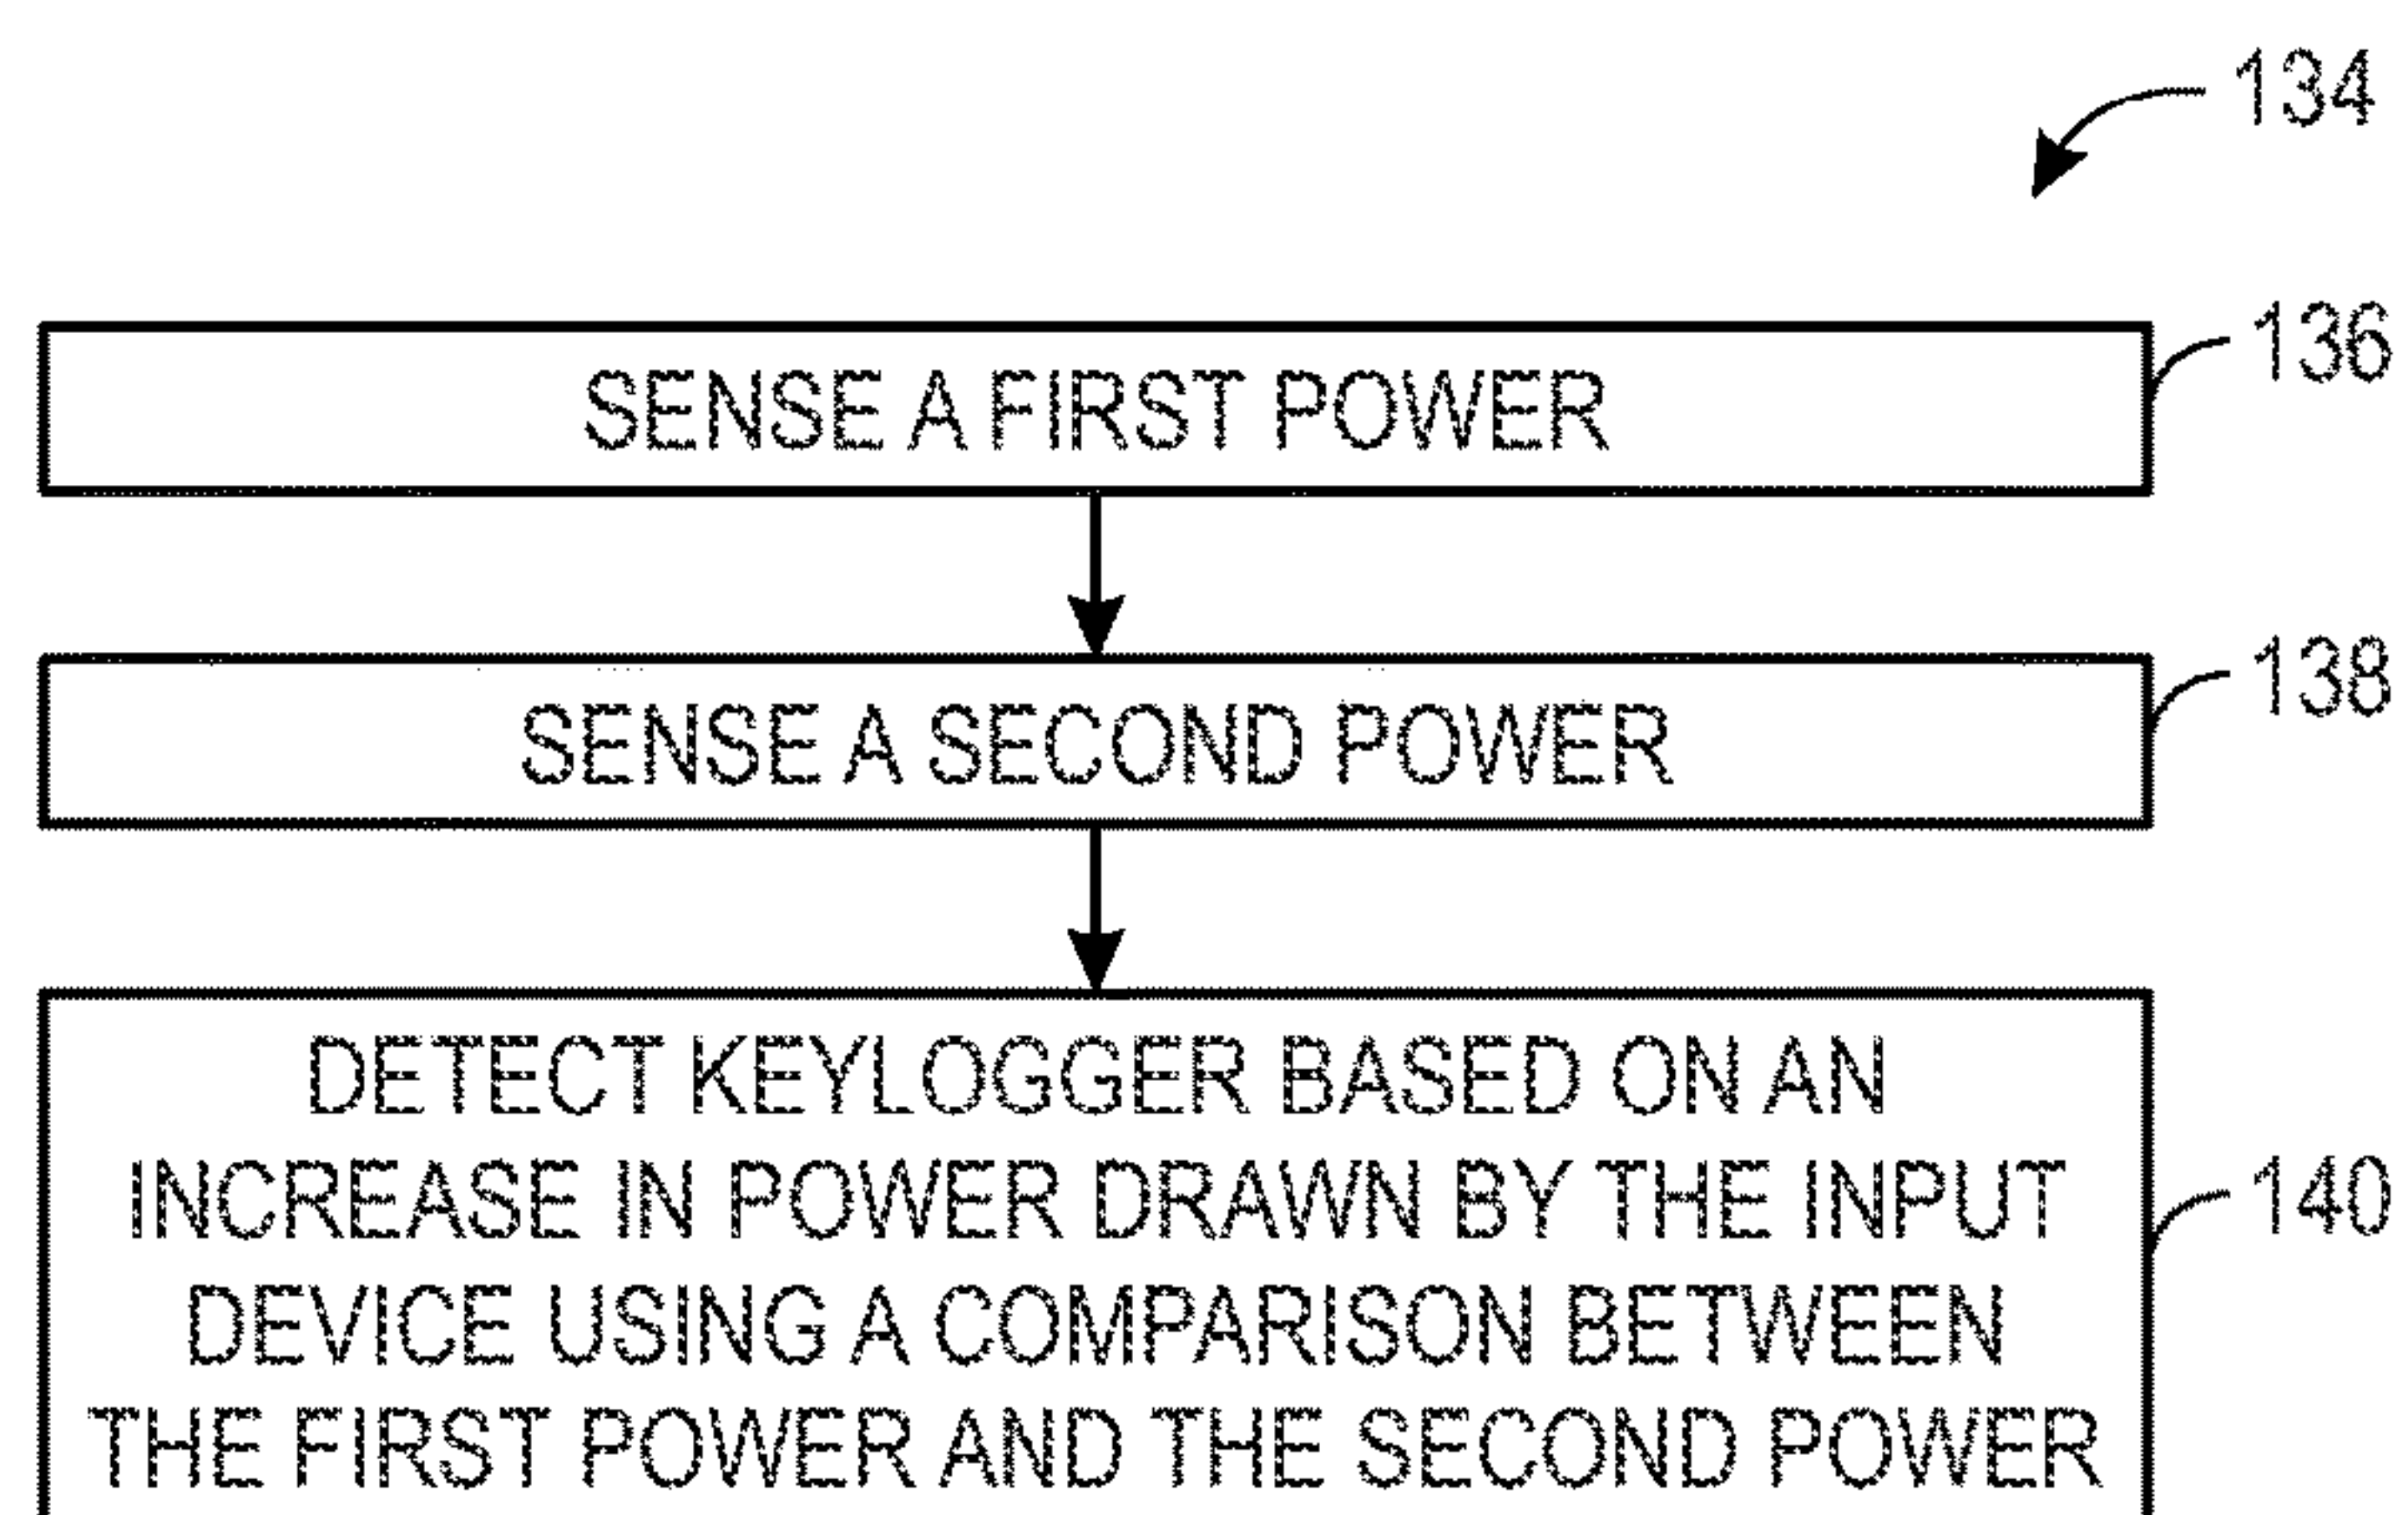 134
SENSE A FIRST POWER
136
SENSE A SECOND POWER
138
DETECT KEYLOGGER BASED ON AN
INCREASE IN POWER DRAWN BY THE INPUT
140
DEVICE USING A COMPARISON BETWEEN
THE FIRST POWER AND THE SECOND POWER